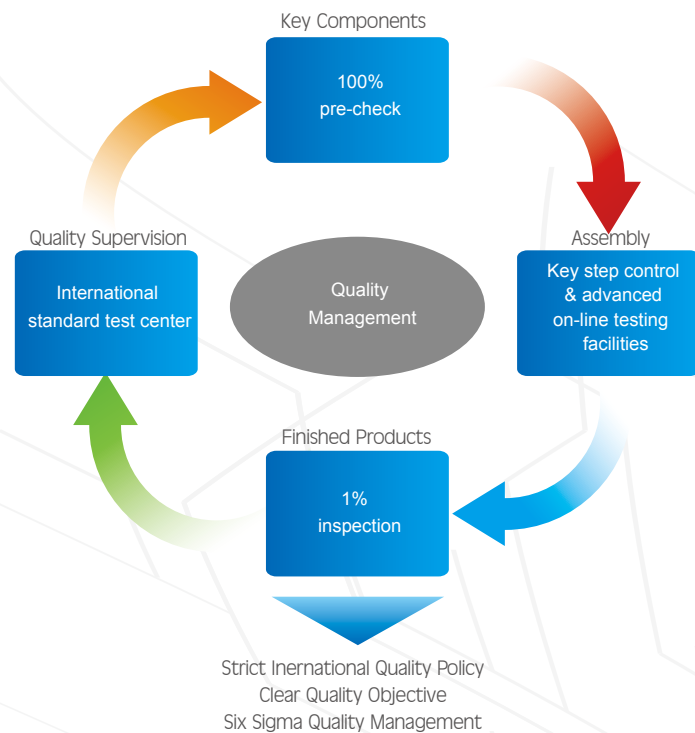 Key Components
100%
pre-check
Quality Supervision
International
standard test center
Quality
Management
Assembly
Key step control
& advanced
on-line testing
facilities
Finished Products
1%
inspection
Strict Inernational Quality Policy
Clear Quality Objective
Six Sigma Quality Management